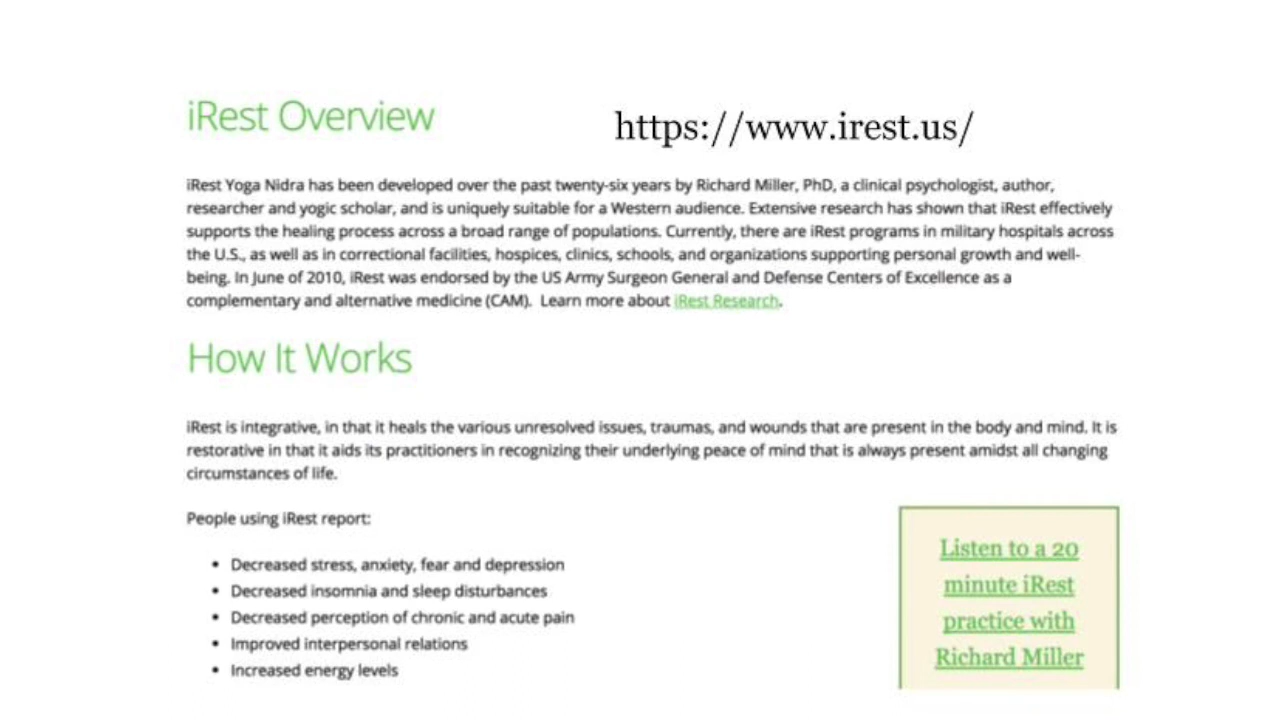 iRest Overview
https://www.irest.us/
iRest Yoga Nidra has been developed over the past twenty-six years by Richard Miller, PhD, a clinical psychologist, author,
researcher and yogic scholar, and is uniquely suitable for a Western audience. Extensive research has shown that iRest effectively
supports the healing process across a broad range of populations. Currently, there are iRest programs in military hospitals across
the U.S., as well as in correctional facilities, hospices, clinics, schools, and organizations supporting personal growth and well-
being. In June of 2010, iRest was endorsed by the US Army Surgeon General and Defense Centers of Excellence as a
complementary and alternative medicine (CAM). Learn more about iRest Research.
How It Works
iRest is integrative, in that it heals the various unresolved issues, traumas, and wounds that are present in the body and mind. It is
restorative in that it aids its practitioners in recognizing their underlying peace of mind that is always present amidst all changing
circumstances of life.
People using iRest report:
• Decreased stress, anxiety, fear and depression
• Decreased insomnia and sleep disturbances
• Decreased perception of chronic and acute pain
• Improved interpersonal relations
• Increased energy levels
Listen to a 20
minute iRest
practice with
Richard Miller